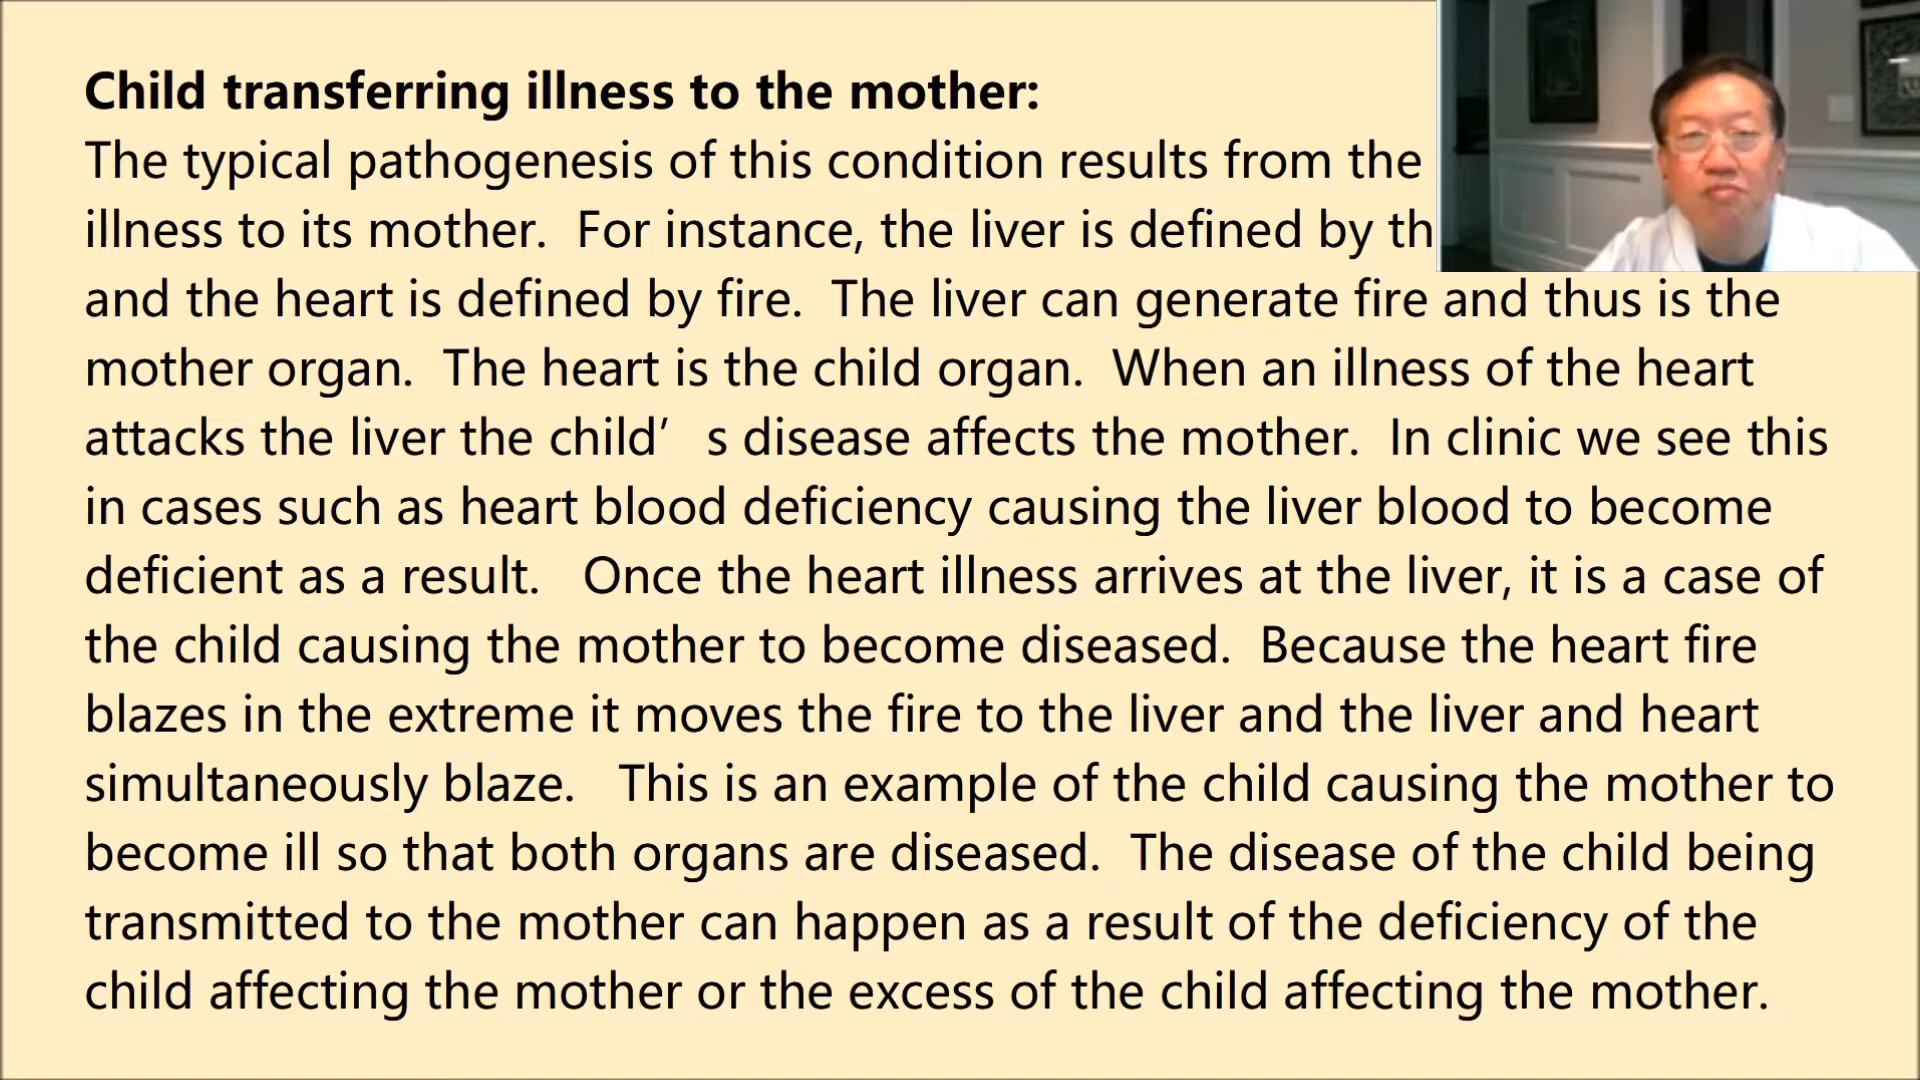 Child transferring illness to the mother:
The typical pathogenesis of this condition results from the
illness to its mother.  For instance, the liver is defined by th
and the heart is defined by fire.  The liver can generate fire and thus is the
mother organ.  The heart is the child organ.  When an illness of the heart
attacks the liver the child’ s disease affects the mother.  In clinic we see this
in cases such as heart blood deficiency causing the liver blood to become
deficient as a result.   Once the heart illness arrives at the liver, it is a case of
the child causing the mother to become diseased.  Because the heart fire
blazes in the extreme it moves the fire to the liver and the liver and heart
simultaneously blaze.   This is an example of the child causing the mother to
become ill so that both organs are diseased.  The disease of the child being
transmitted to the mother can happen as a result of the deficiency of the
child affecting the mother or the excess of the child affecting the mother.